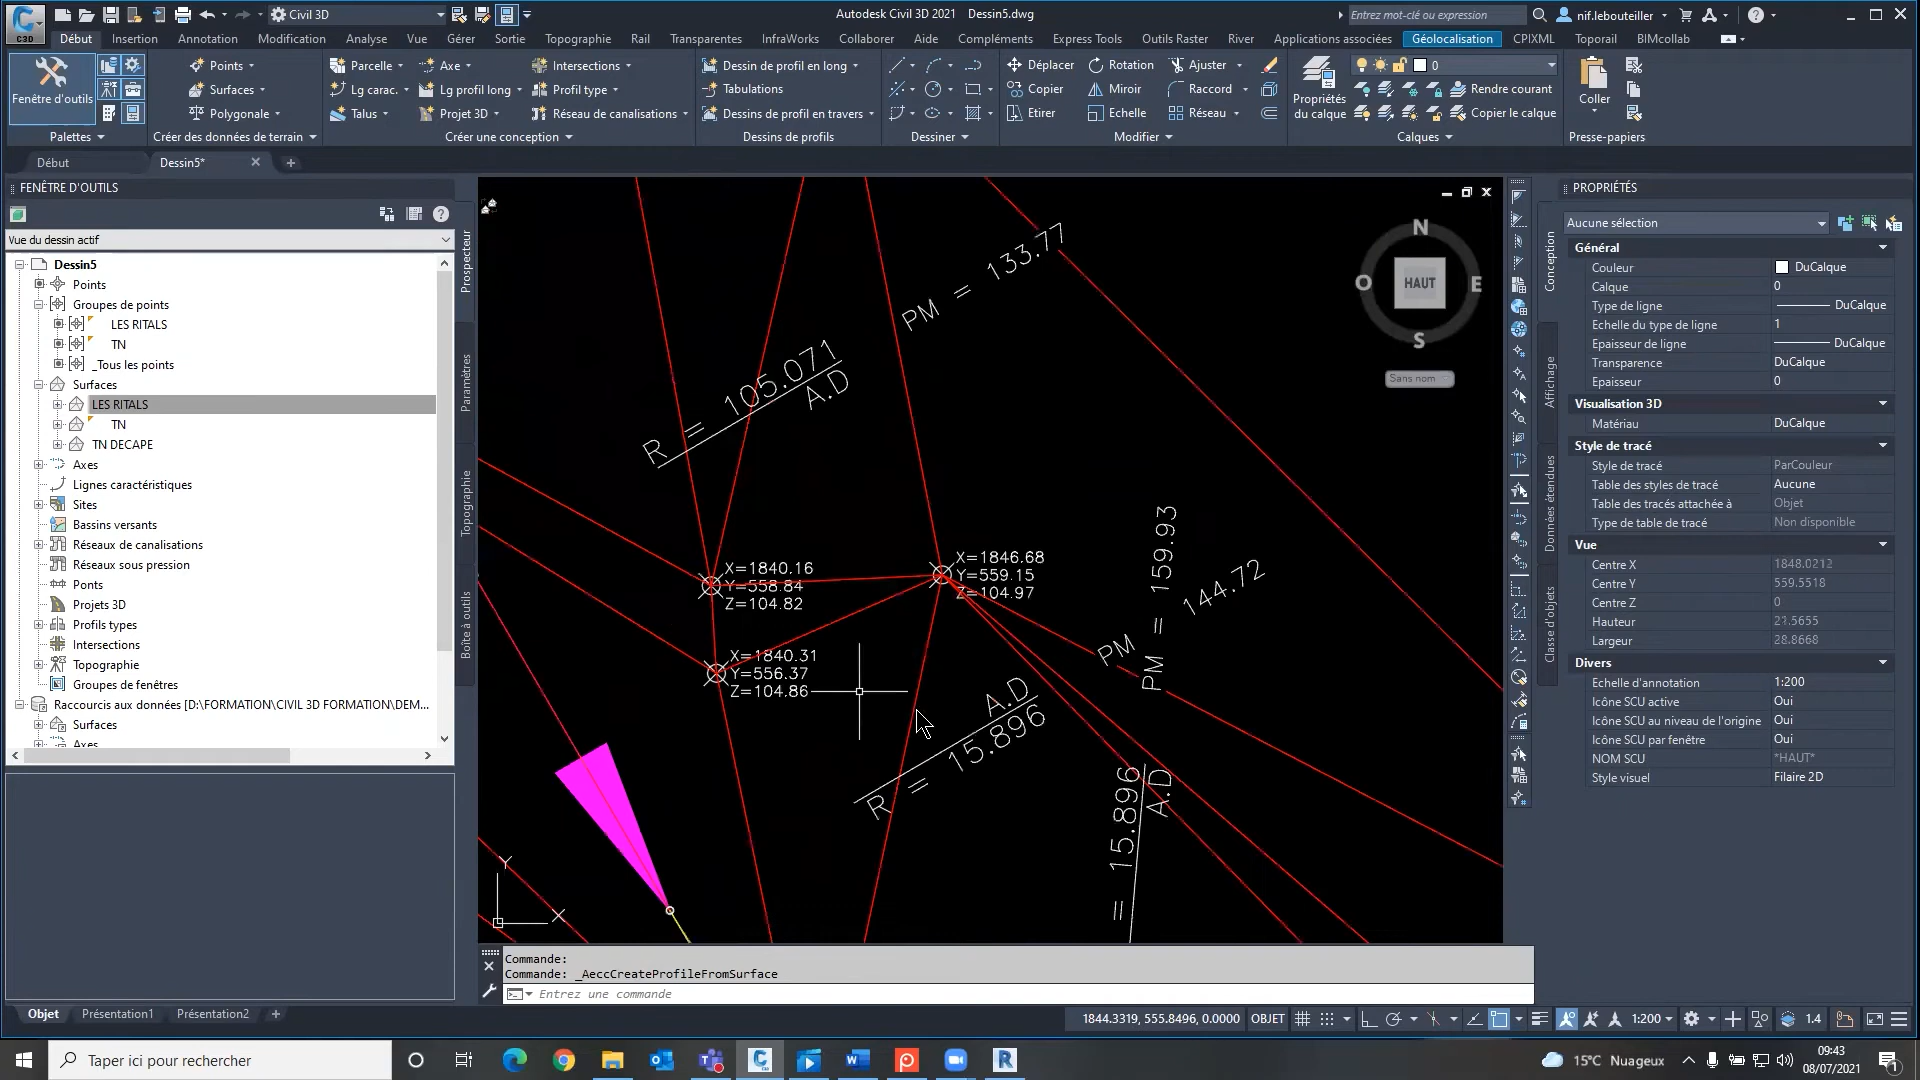 C3D
Civil 3D
Autodesk Civil 3D 2021 Dessin5.dwg
Entrez mot-clé ou expression
nif.lebouteiller
Début Insertion Annotation Modification Analyse Vue Gérer Sortie Topographie Rail Transparentes InfraWorks Collaborer Aide Compléments Express Tools Outils Raster River Applications associées Géolocalisation CPIXML Toporail BIMcollab
Fenêtre d'outils
Palettes
Points
Surfaces
Polygonale
Créer des données de terrain
Parcelle
Axe
Intersections
Lg carac.
Lg profil long
Profil type
Talus
Projet 3D
Réseau de canalisations
Créer une conception
Dessin de profil en long
Tabulations
Dessins de profil en travers
Dessins de profils
Dessiner
Déplacer
Rotation
Ajuster
Copier
Miroir
Raccord
Etirer
Echelle
Réseau
Modifier
Propriétés
du calque
0
Rendre courant
Copier le calque
Calques
Coller
Presse-papiers
Début
Dessin5*
FENÊTRE D'OUTILS
Vue du dessin actif
Dessin5
Points
Groupes de points
LES RITALS
TN
_Tous les points
Surfaces
LES RITALS
TN
TN DECAPE
Axes
Lignes caractéristiques
Sites
Bassins versants
Réseaux de canalisations
Réseaux sous pression
Ponts
Projets 3D
Profils types
Intersections
Topographie
Groupes de fenêtres
Raccourcis aux données [D:\FORMATION\CIVIL 3D FORMATION\DEM...
Surfaces
Axes
Prospecteur
Paramètres
Topographie
Boîte à outils
PM = 133.77
R = 105.071
A.D
X=1840.16
Y=558.84
Z=104.82
X=1846.68
Y=559.15
Z=104.97
X=1840.31
Y=556.37
Z=104.86
PM = 159.93
PM = 144.72
A.D
R = 15.896
= 15.896
A.D
Y
X
N
O
HAUT
E
S
Sans nom
Commande:
Commande: _AeccCreateProfileFromSurface
Entrez une commande
PROPRIÉTÉS
Aucune sélection
Général
Couleur DuCalque
Calque 0
Type de ligne DuCalque
Echelle du type de ligne 1
Epaisseur de ligne DuCalque
Transparence DuCalque
Epaisseur 0
Visualisation 3D
Matériau DuCalque
Style de tracé
Style de tracé ParCouleur
Table des styles de tracé Aucune
Table des tracés attachée à Objet
Type de table de tracé Non disponible
Vue
Centre X 1848.0212
Centre Y 559.5518
Centre Z 0
Hauteur 21.5655
Largeur 28.8668
Divers
Echelle d'annotation 1:200
Icône SCU active Oui
Icône SCU au niveau de l'origine Oui
Icône SCU par fenêtre Oui
NOM SCU *HAUT*
Style visuel Filaire 2D
Conception
Affichage
Données étendues
Classe d'objets
Objet
Présentation1
Présentation2
1844.3319, 555.8496, 0.0000 OBJET
1:200
1.4
Taper ici pour rechercher
15°C Nuageux
09:43
08/07/2021
1